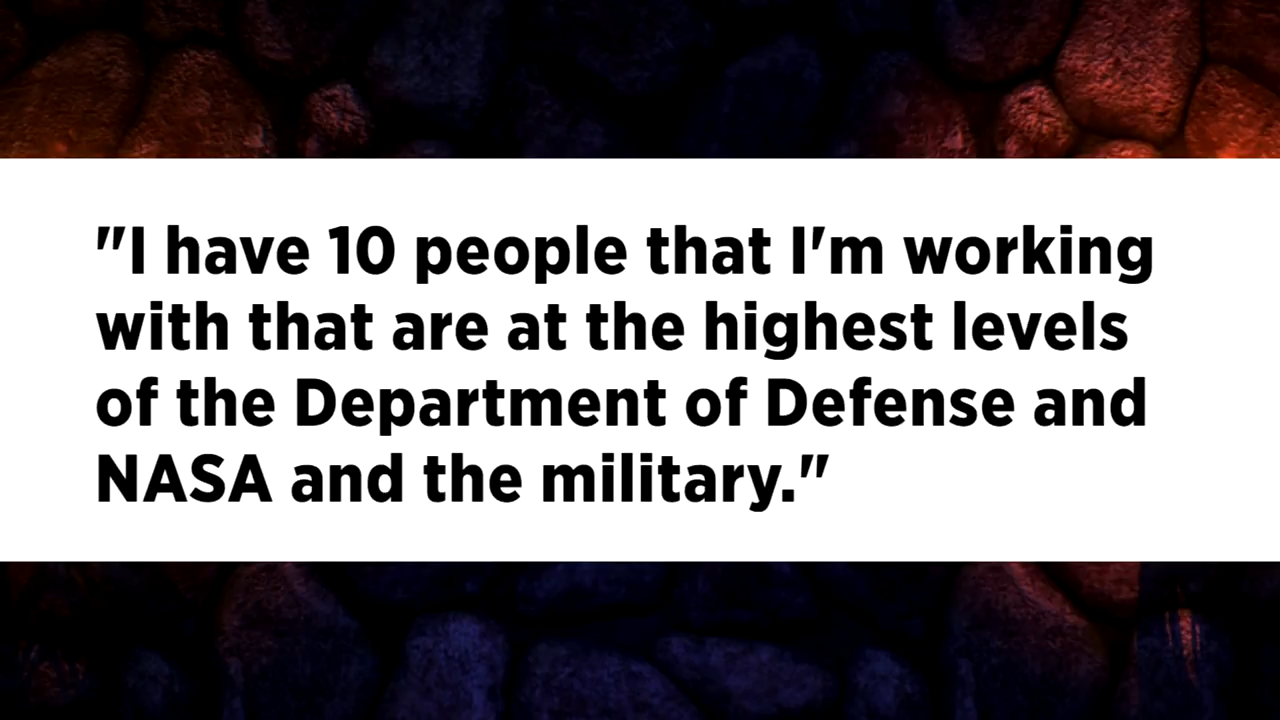 "I have 10 people that I'm working
with that are at the highest levels
of the Department of Defense and
NASA and the military."